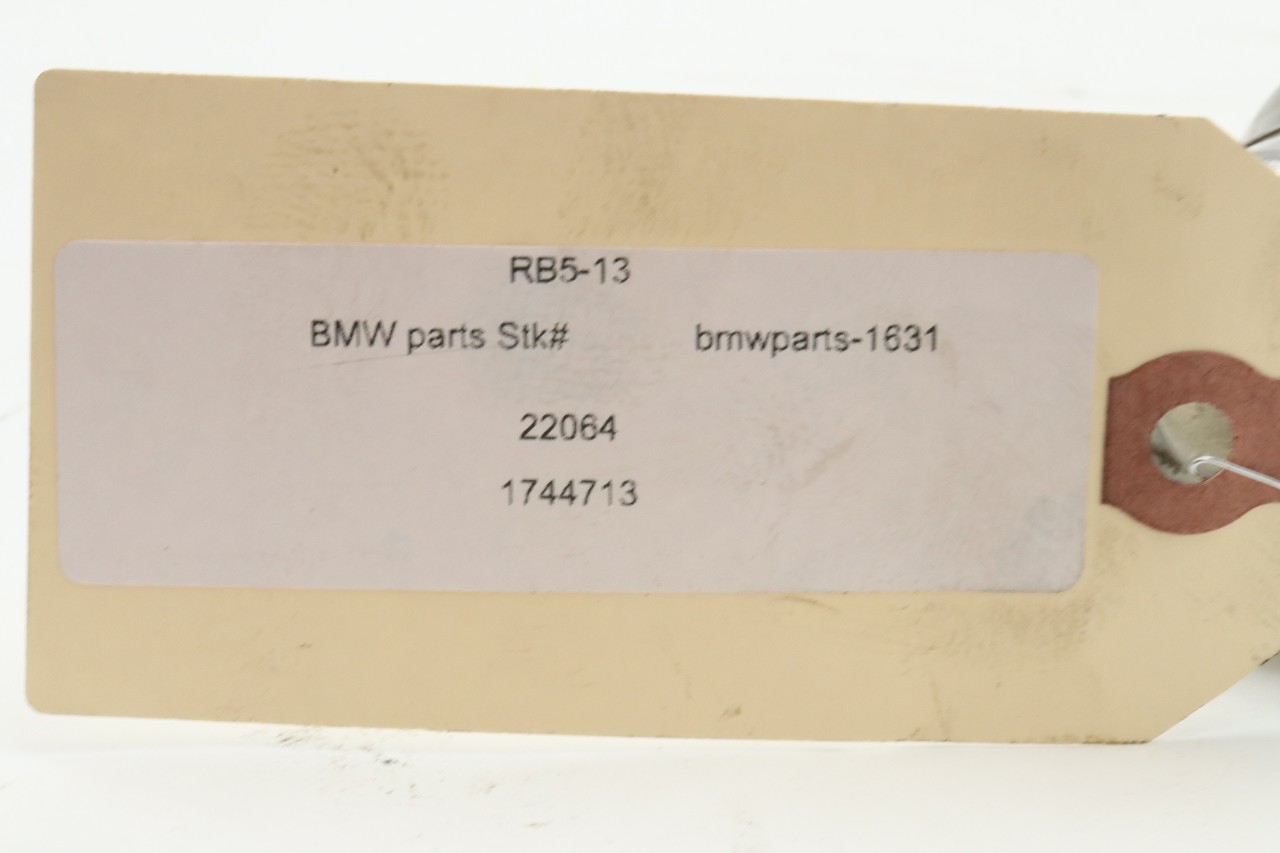 RB5-13
BMW parts Stk# bmwparts-1631
22064
1744713